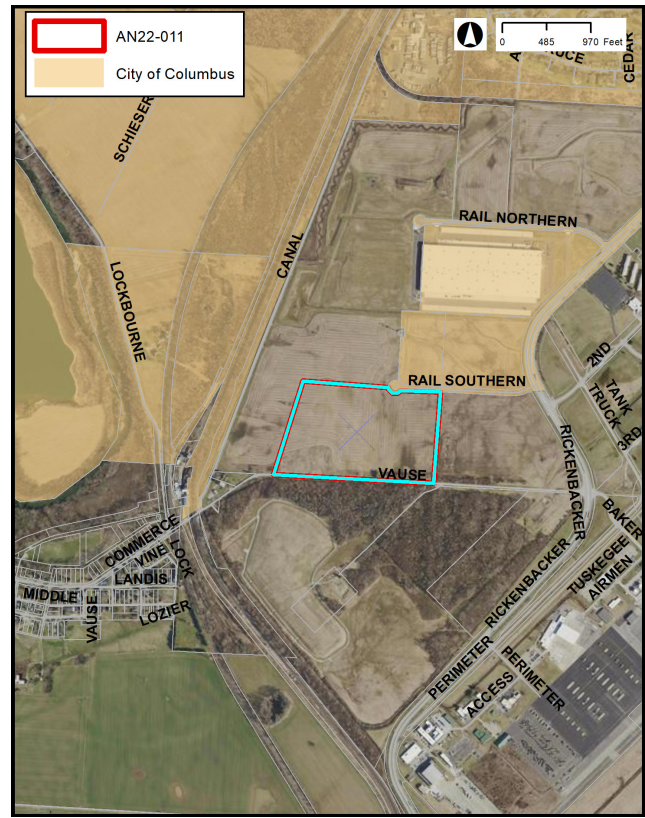 AN22-011
City of Columbus
0 485 970 Feet
SPRUCE
CEDAR
SCHIESER
RAIL NORTHERN
CANAL
LOCKBOURNE
2ND
RAIL SOUTHERN
TANK
TRUCK
3RD
RICKENBACKER
VAUSE
BAKER
COMMERCE
VINE
LOCK
TUSKEGEE
AIRMEN
LANDIS
MIDDLE
VAUSE
LOZIER
RICKENBACKER
PERIMETER
PERIMETER
ACCESS